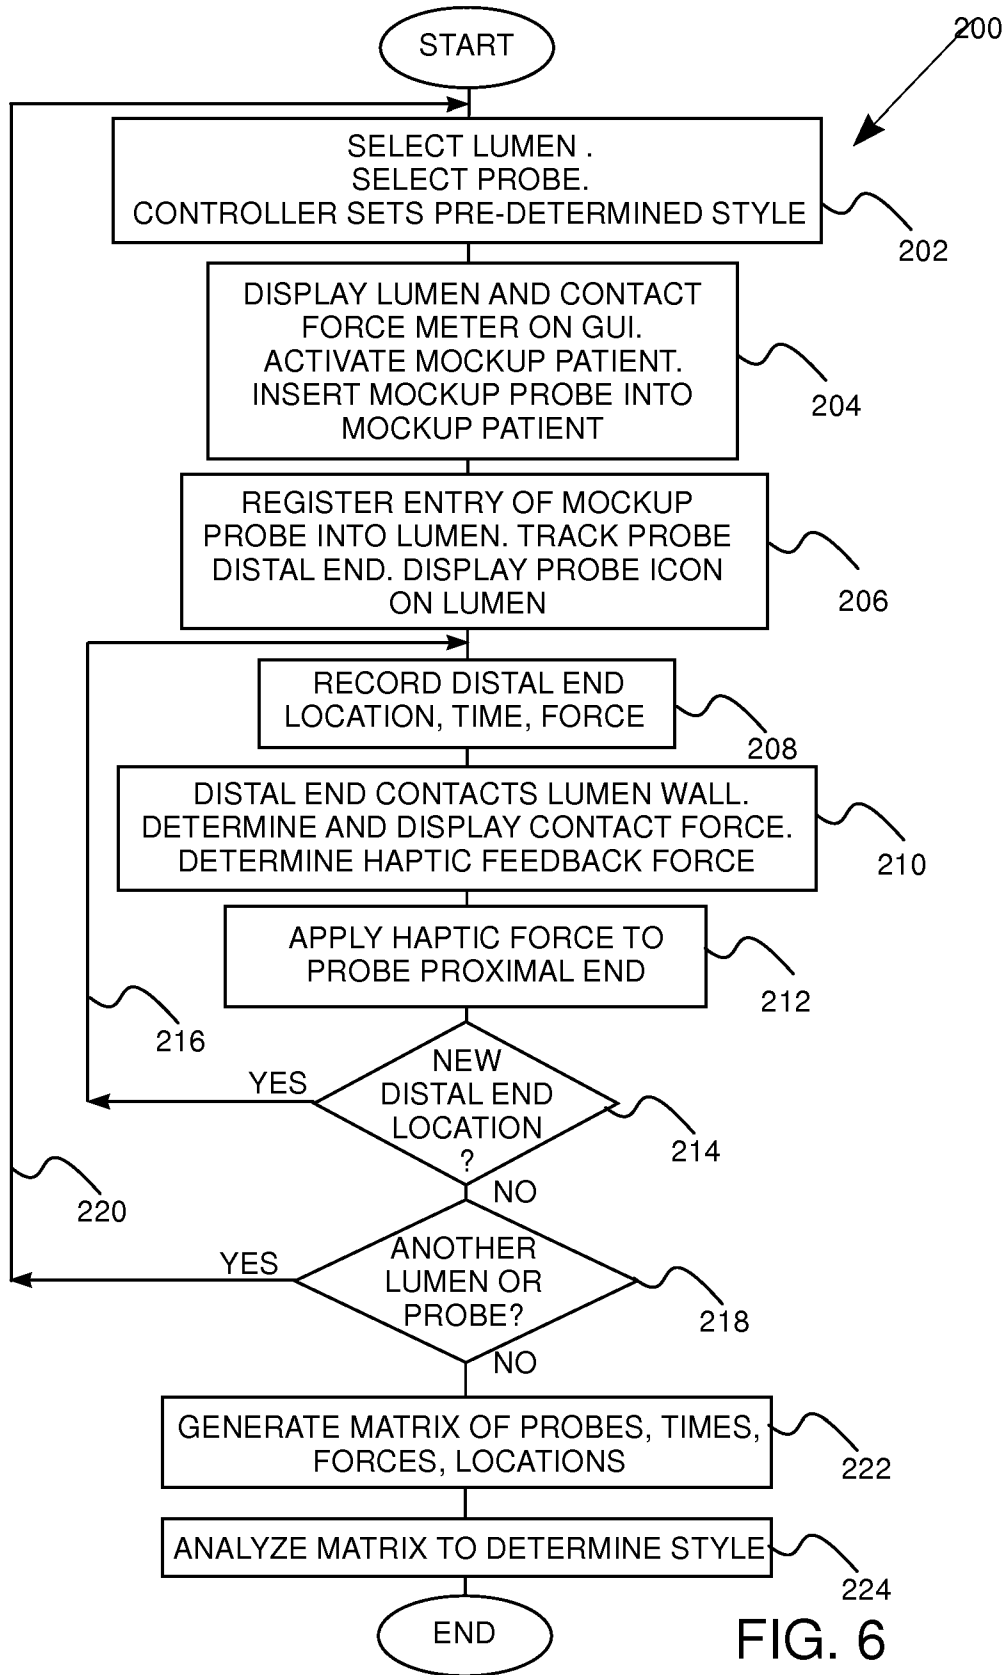 START
200
SELECT LUMEN .
SELECT PROBE.
CONTROLLER SETS PRE-DETERMINED STYLE
202
DISPLAY LUMEN AND CONTACT
FORCE METER ON GUI.
ACTIVATE MOCKUP PATIENT.
INSERT MOCKUP PROBE INTO
MOCKUP PATIENT
204
REGISTER ENTRY OF MOCKUP
PROBE INTO LUMEN. TRACK PROBE
DISTAL END. DISPLAY PROBE ICON
ON LUMEN
206
RECORD DISTAL END
LOCATION, TIME, FORCE
208
DISTAL END CONTACTS LUMEN WALL.
DETERMINE AND DISPLAY CONTACT FORCE.
DETERMINE HAPTIC FEEDBACK FORCE
210
APPLY HAPTIC FORCE TO
PROBE PROXIMAL END
212
216
NEW
DISTAL END
LOCATION
?
YES
214
NO
220
ANOTHER
LUMEN OR
PROBE?
YES
218
NO
GENERATE MATRIX OF PROBES, TIMES,
FORCES, LOCATIONS
222
ANALYZE MATRIX TO DETERMINE STYLE
224
END
FIG. 6